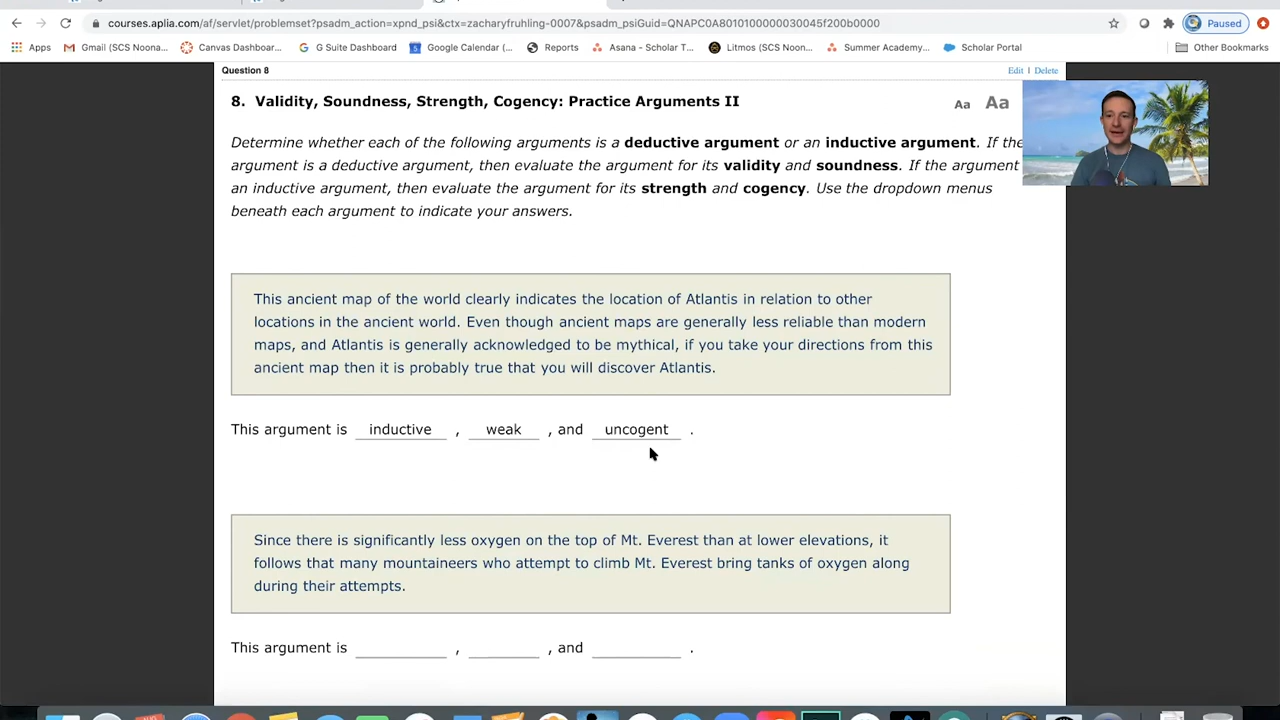 courses.aplia.com/af/servlet/problemset?psadm_action=xpnd_psi&ctx=zacharyfruhling-0007&psadm_psiGuid=QNAPC0A8010100000030045f200b0000
Paused
Apps
Gmail (SCS Noona...
Canvas Dashboar...
G Suite Dashboard
Google Calendar (...
Reports
Asana - Scholar T...
Litmos (SCS Noon...
Summer Academy...
Scholar Portal
Other Bookmarks
Question 8
Edit | Delete
8. Validity, Soundness, Strength, Cogency: Practice Arguments II
Aa Aa
Determine whether each of the following arguments is a deductive argument or an inductive argument. If the
argument is a deductive argument, then evaluate the argument for its validity and soundness. If the argument
an inductive argument, then evaluate the argument for its strength and cogency. Use the dropdown menus
beneath each argument to indicate your answers.
This ancient map of the world clearly indicates the location of Atlantis in relation to other
locations in the ancient world. Even though ancient maps are generally less reliable than modern
maps, and Atlantis is generally acknowledged to be mythical, if you take your directions from this
ancient map then it is probably true that you will discover Atlantis.
This argument is inductive , weak , and uncogent .
Since there is significantly less oxygen on the top of Mt. Everest than at lower elevations, it
follows that many mountaineers who attempt to climb Mt. Everest bring tanks of oxygen along
during their attempts.
This argument is , , and .